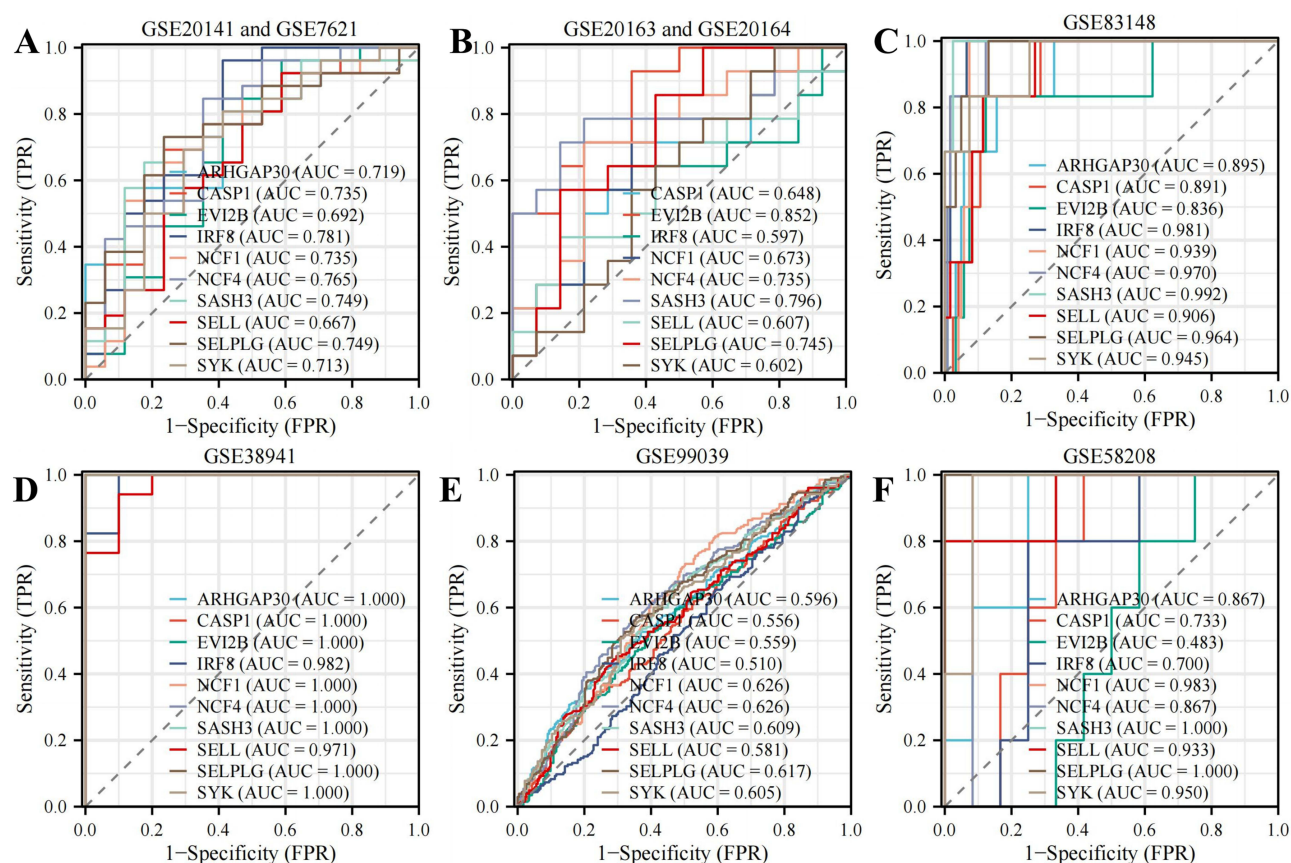 A
GSE20141 and GSE7621
Sensitivity (TPR)
1.0
0.8
0.6
0.4
0.2
0.0
ARHGAP30 (AUC = 0.719)
CASP1 (AUC = 0.735)
EVI2B (AUC = 0.692)
IRF8 (AUC = 0.781)
NCF1 (AUC = 0.735)
NCF4 (AUC = 0.765)
SASH3 (AUC = 0.749)
SELL (AUC = 0.667)
SELPLG (AUC = 0.749)
SYK (AUC = 0.713)
0.0 0.2 0.4 0.6 0.8 1.0
1−Specificity (FPR)
B
GSE20163 and GSE20164
Sensitivity (TPR)
1.0
0.8
0.6
0.4
0.2
0.0
CASP1 (AUC = 0.648)
EVI2B (AUC = 0.852)
IRF8 (AUC = 0.597)
NCF1 (AUC = 0.673)
NCF4 (AUC = 0.735)
SASH3 (AUC = 0.796)
SELL (AUC = 0.607)
SELPLG (AUC = 0.745)
SYK (AUC = 0.602)
0.0 0.2 0.4 0.6 0.8 1.0
1−Specificity (FPR)
C
GSE83148
Sensitivity (TPR)
1.0
0.8
0.6
0.4
0.2
0.0
ARHGAP30 (AUC = 0.895)
CASP1 (AUC = 0.891)
EVI2B (AUC = 0.836)
IRF8 (AUC = 0.981)
NCF1 (AUC = 0.939)
NCF4 (AUC = 0.970)
SASH3 (AUC = 0.992)
SELL (AUC = 0.906)
SELPLG (AUC = 0.964)
SYK (AUC = 0.945)
0.0 0.2 0.4 0.6 0.8 1.0
1−Specificity (FPR)
D
GSE38941
Sensitivity (TPR)
1.0
0.8
0.6
0.4
0.2
0.0
ARHGAP30 (AUC = 1.000)
CASP1 (AUC = 1.000)
EVI2B (AUC = 1.000)
IRF8 (AUC = 0.982)
NCF1 (AUC = 1.000)
NCF4 (AUC = 1.000)
SASH3 (AUC = 1.000)
SELL (AUC = 0.971)
SELPLG (AUC = 1.000)
SYK (AUC = 1.000)
0.0 0.2 0.4 0.6 0.8 1.0
1−Specificity (FPR)
E
GSE99039
Sensitivity (TPR)
1.0
0.8
0.6
0.4
0.2
0.0
ARHGAP30 (AUC = 0.596)
CASP1 (AUC = 0.556)
EVI2B (AUC = 0.559)
IRF8 (AUC = 0.510)
NCF1 (AUC = 0.626)
NCF4 (AUC = 0.626)
SASH3 (AUC = 0.609)
SELL (AUC = 0.581)
SELPLG (AUC = 0.617)
SYK (AUC = 0.605)
0.0 0.2 0.4 0.6 0.8 1.0
1−Specificity (FPR)
F
GSE58208
Sensitivity (TPR)
1.0
0.8
0.6
0.4
0.2
0.0
ARHGAP30 (AUC = 0.867)
CASP1 (AUC = 0.733)
EVI2B (AUC = 0.483)
IRF8 (AUC = 0.700)
NCF1 (AUC = 0.983)
NCF4 (AUC = 0.867)
SASH3 (AUC = 1.000)
SELL (AUC = 0.933)
SELPLG (AUC = 1.000)
SYK (AUC = 0.950)
0.0 0.2 0.4 0.6 0.8 1.0
1−Specificity (FPR)